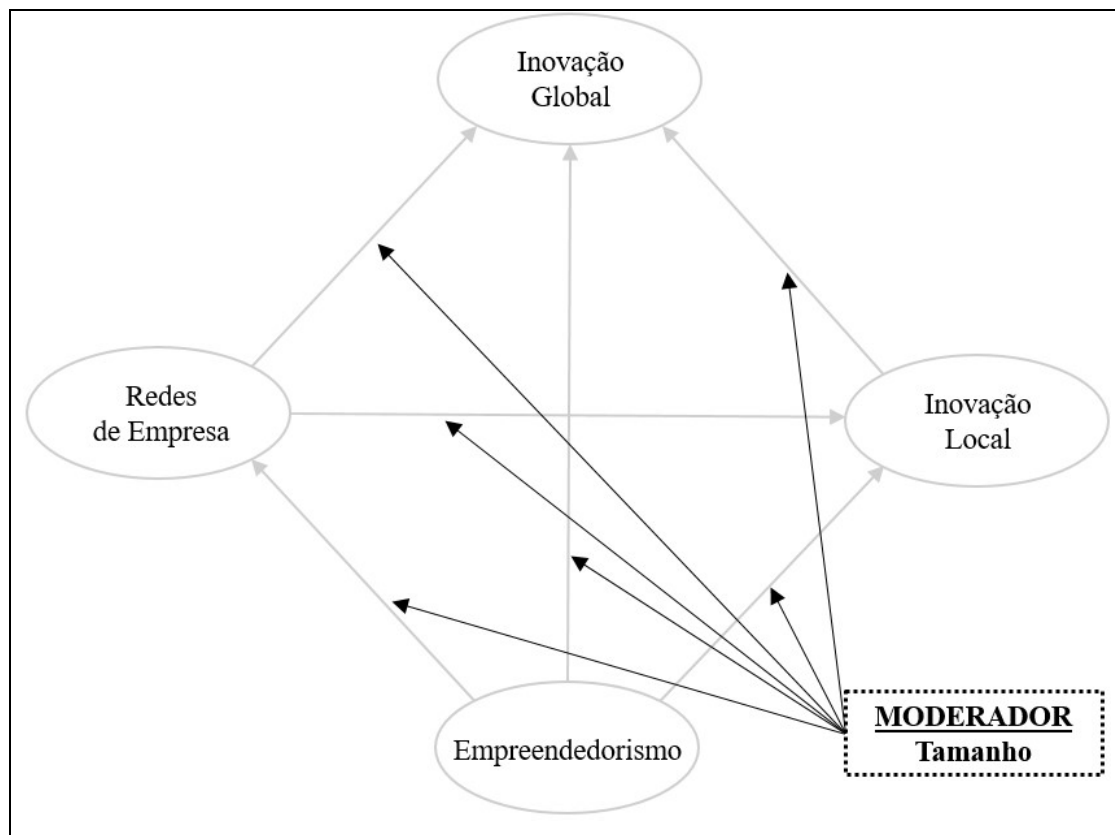 Inovação
Global
Redes
de Empresa
Inovação
Local
Empreendedorismo
MODERADOR
Tamanho